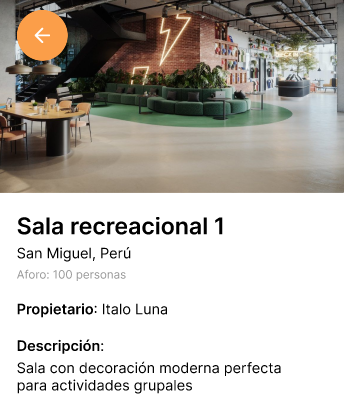 Sala recreacional 1
San Miguel, Perú
Aforo: 100 personas
Propietario: Italo Luna
Descripción:
Sala con decoración moderna perfecta
para actividades grupales